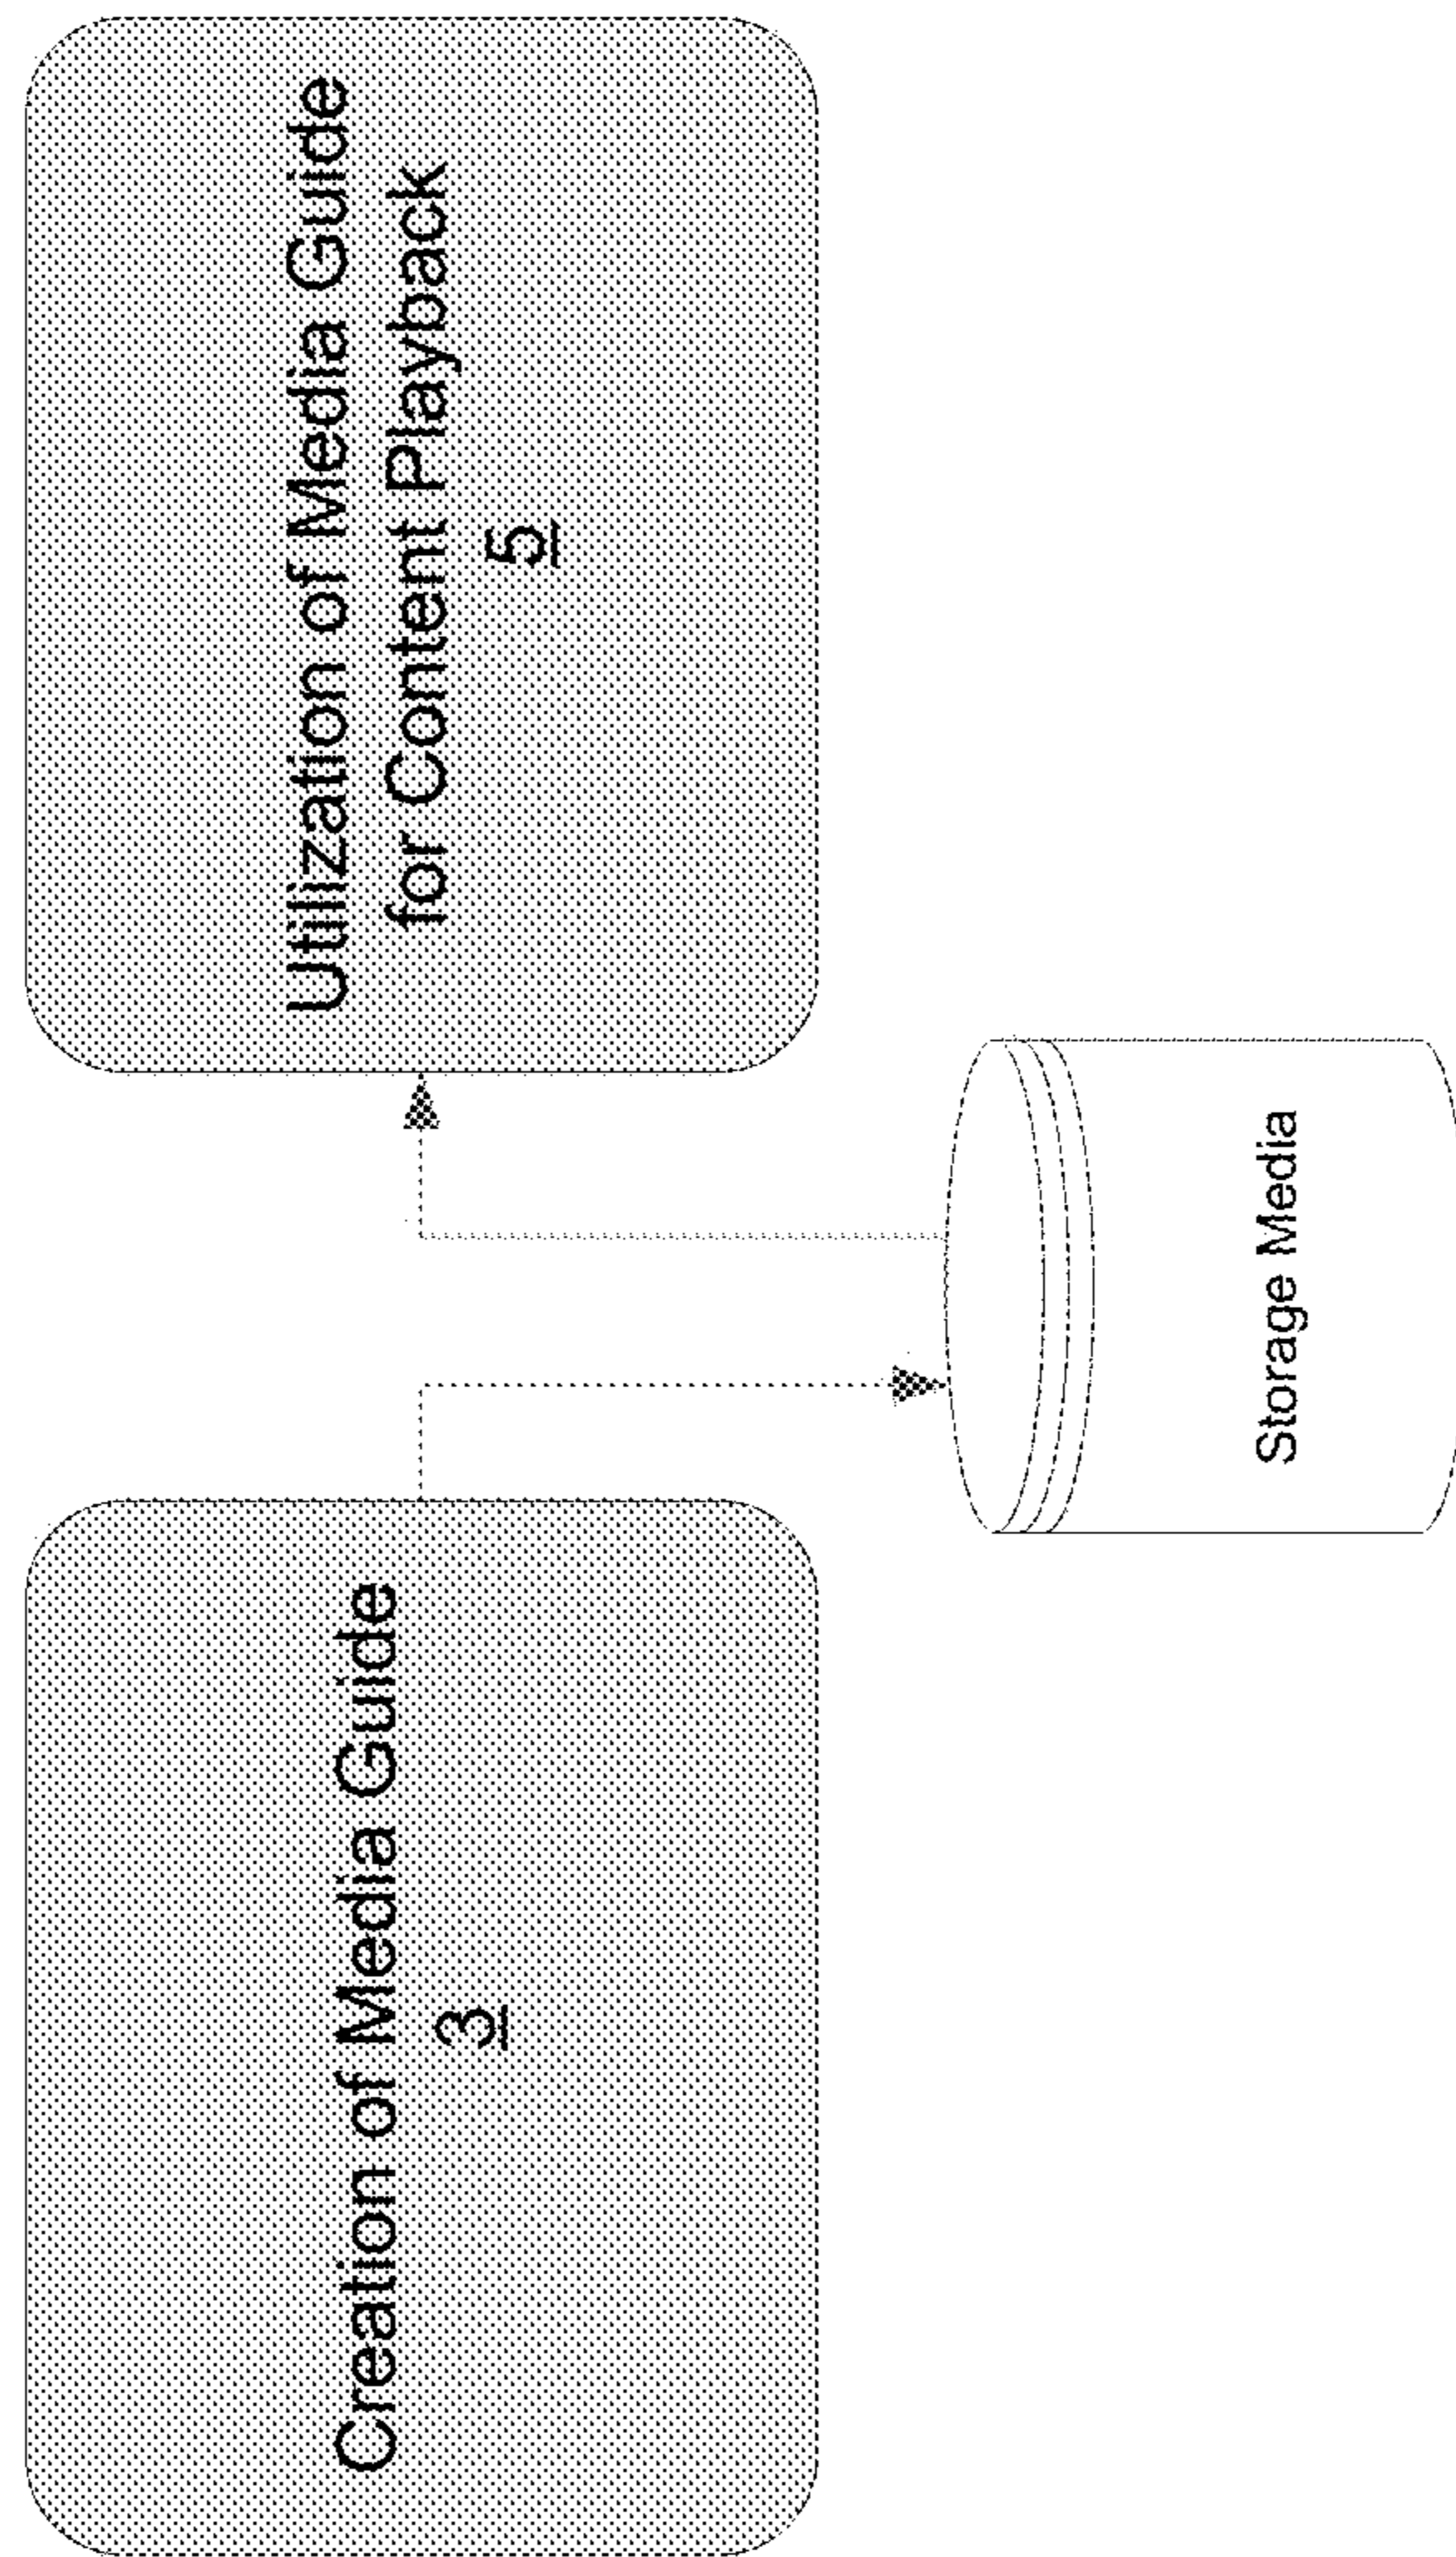 Creation of Media Guide
3
Utilization of Media Guide
for Content Playback
5
Storage Media